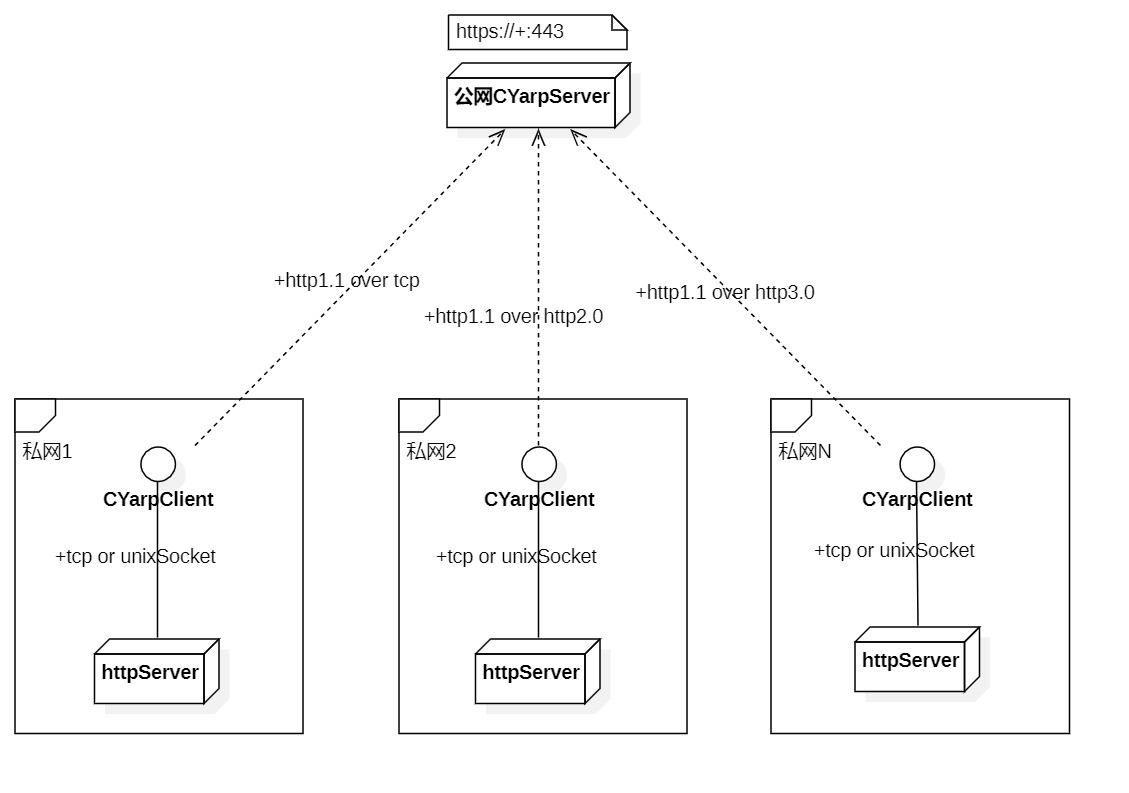 https://+:443
公网CYarpServer
+http1.1 over tcp
+http1.1 over http2.0
+http1.1 over http3.0
私网1
CYarpClient
+tcp or unixSocket
httpServer
私网2
CYarpClient
+tcp or unixSocket
httpServer
私网N
CYarpClient
+tcp or unixSocket
httpServer